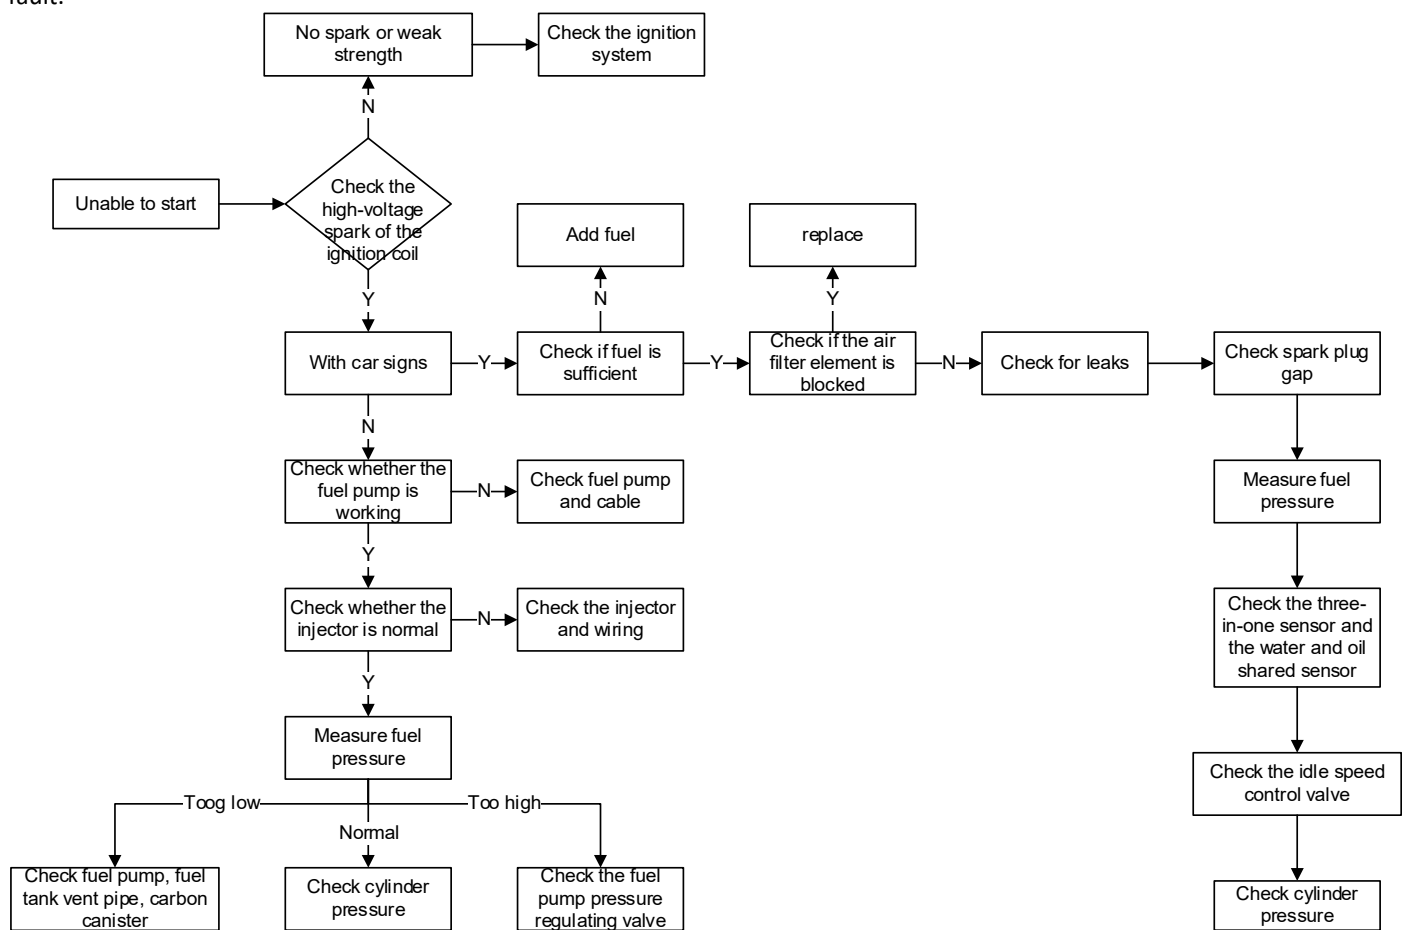 fault.
No spark or weak
strength
Check the ignition
system
N
Unable to start
Check the
high-voltage
spark of the
ignition coil
Add fuel
replace
Y
N
Y
With car signs
Y
Check if fuel is
sufficient
Y
Check if the air
filter element is
blocked
N
Check for leaks
Check spark plug
gap
N
Check whether the
fuel pump is
working
N
Check fuel pump
and cable
Measure fuel
pressure
Y
Check whether the
injector is normal
N
Check the injector
and wiring
Check the three-
in-one sensor and
the water and oil
shared sensor
Y
Measure fuel
pressure
Check the idle speed
control valve
Toog low
Too high
Normal
Check fuel pump, fuel
tank vent pipe, carbon
canister
Check cylinder
pressure
Check the fuel
pump pressure
regulating valve
Check cylinder
pressure